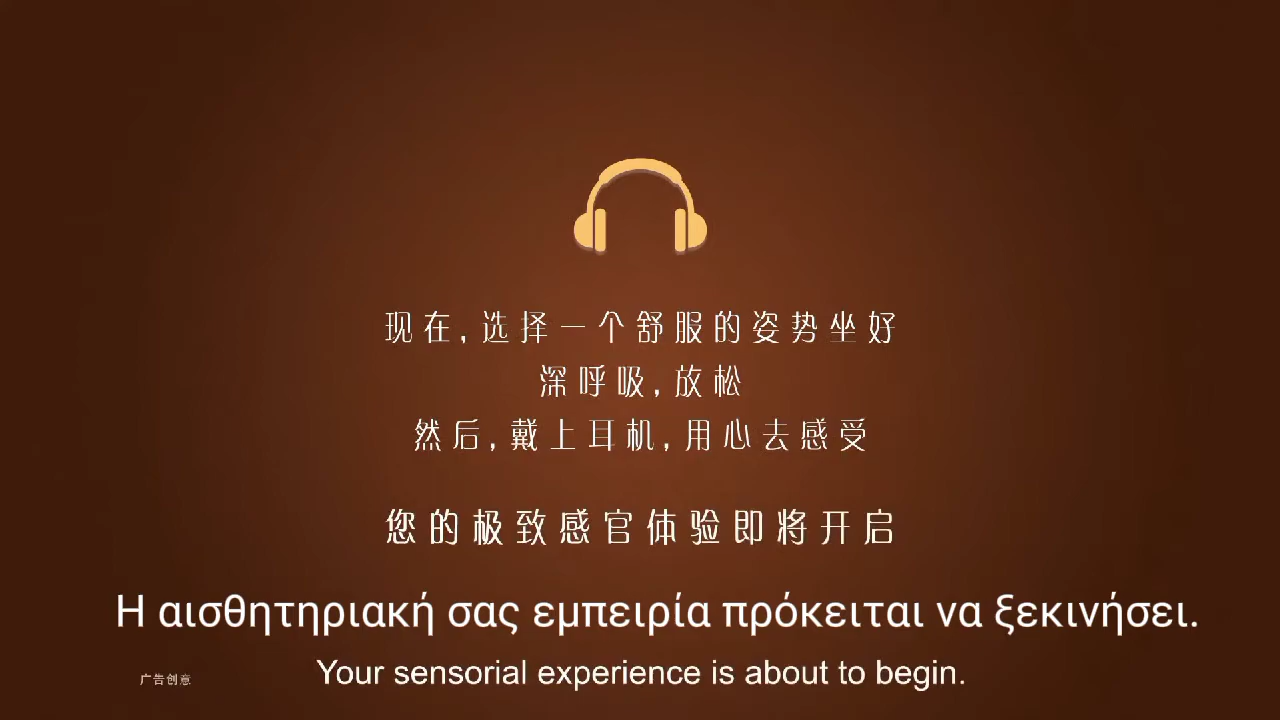 现在,选择一个舒服的姿势坐好
深呼吸,放松
然后,戴上耳机,用心去感受
您的极致感官体验即将开启
Η αισθητηριακή σας εμπειρία πρόκειται να ξεκινήσει.
Your sensorial experience is about to begin.
广告创意